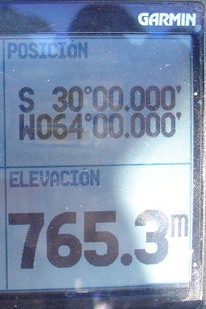 GARMIN
POSICIÓN
S 30°00.000'
W064°00.000'
ELEVACIÓN
765.3m